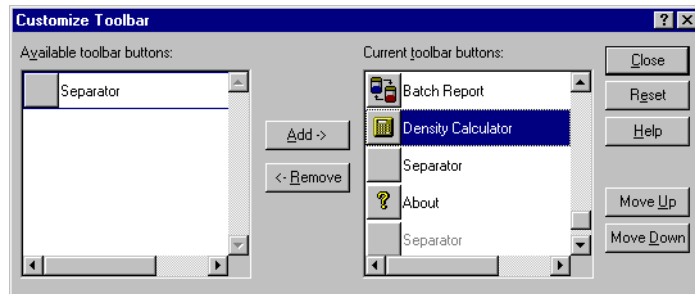 Customize Toolbar
Available toolbar buttons:
Separator
Add ->
<- Remove
Current toolbar buttons:
Batch Report
Density Calculator
Separator
About
Separator
Close
Reset
Help
Move Up
Move Down